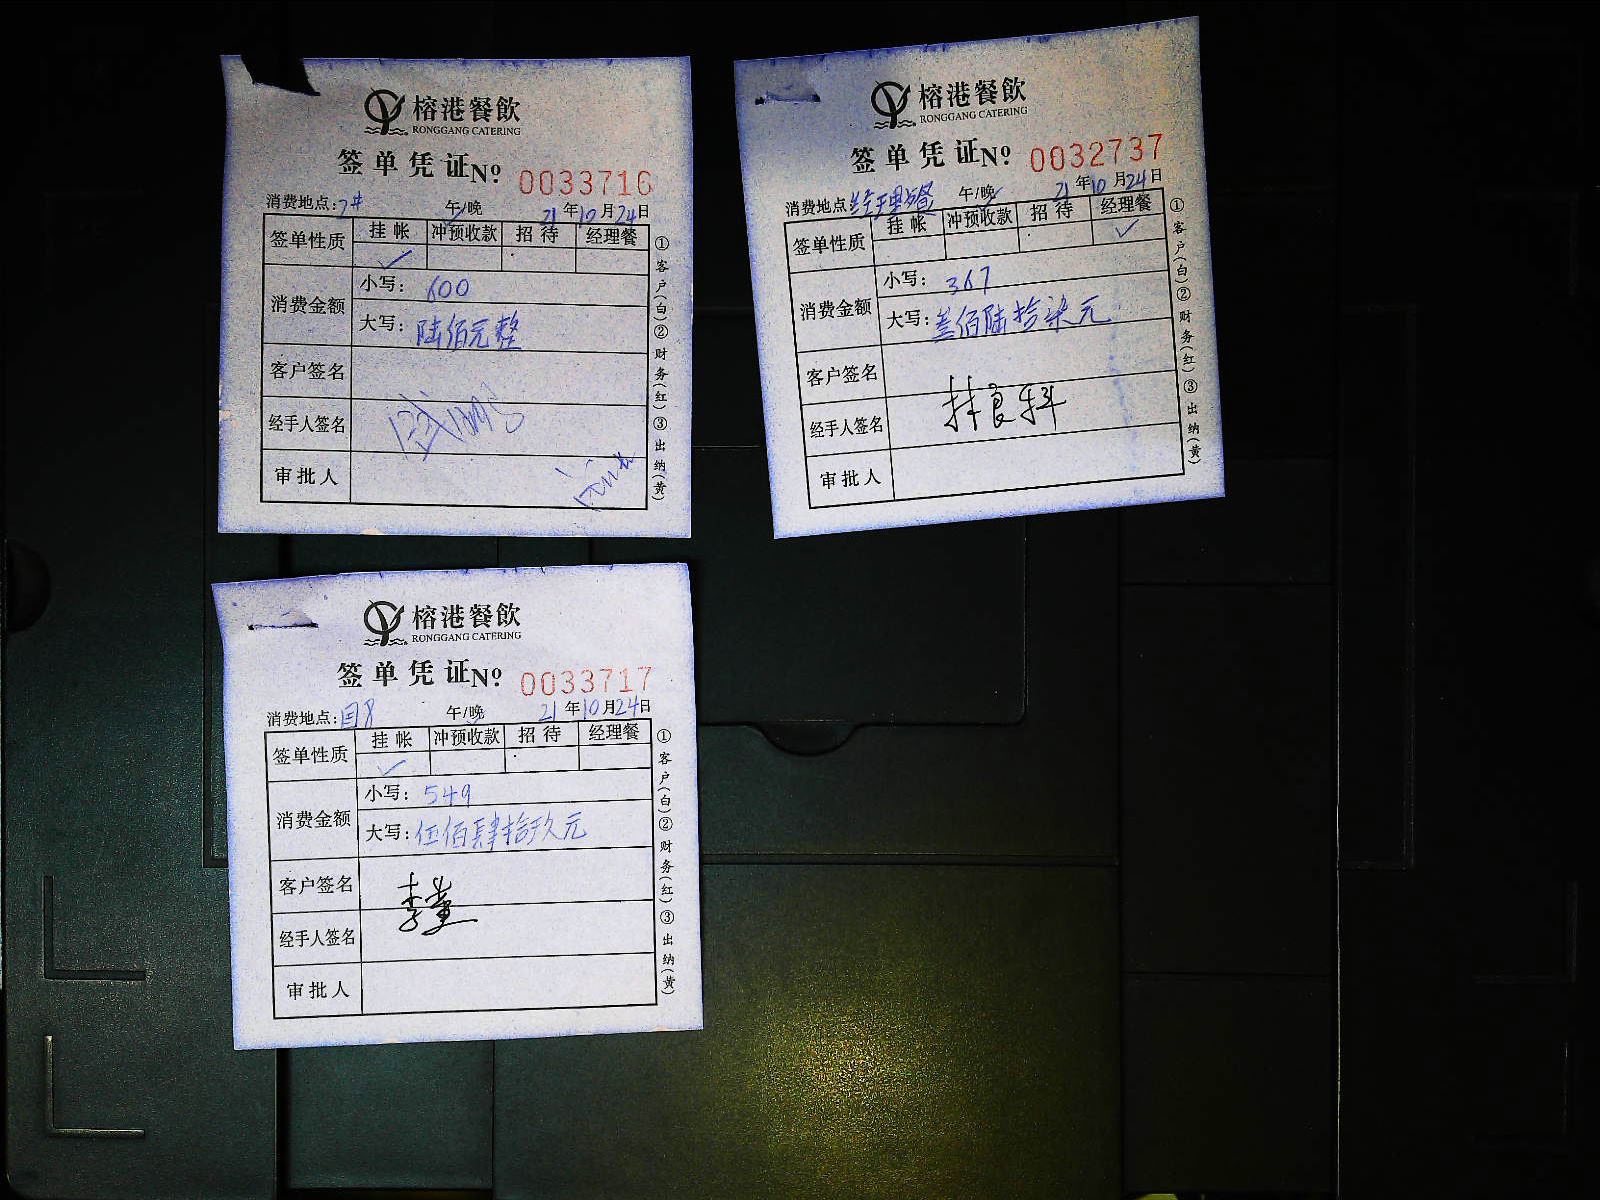 榕港餐飲
RONGGANG CATERING
签单凭证 No 0033716
消费地点: 7# 午/晚 21年10月24日
签单性质 挂帐 冲预收款 招待 经理餐
✓
消费金额 小写: 600
大写: 陆佰元整
客户签名
经手人签名
审批人
①客户(白)②财务(红)③出纳(黄)
榕港餐飲
RONGGANG CATERING
签单凭证 No 0032737
消费地点 经理餐 午/晚 21年10月24日
签单性质 挂帐 冲预收款 招待 经理餐
✓
消费金额 小写: 367
大写: 叁佰陆拾柒元
客户签名
林良科
经手人签名
审批人
①客户(白)②财务(红)③出纳(黄)
榕港餐飲
RONGGANG CATERING
签单凭证 No 0033717
消费地点: 午/晚 21年10月24日
签单性质 挂帐 冲预收款 招待 经理餐
✓
消费金额 小写: 549
大写: 伍佰肆拾玖元
客户签名
经手人签名
审批人
①客户(白)②财务(红)③出纳(黄)